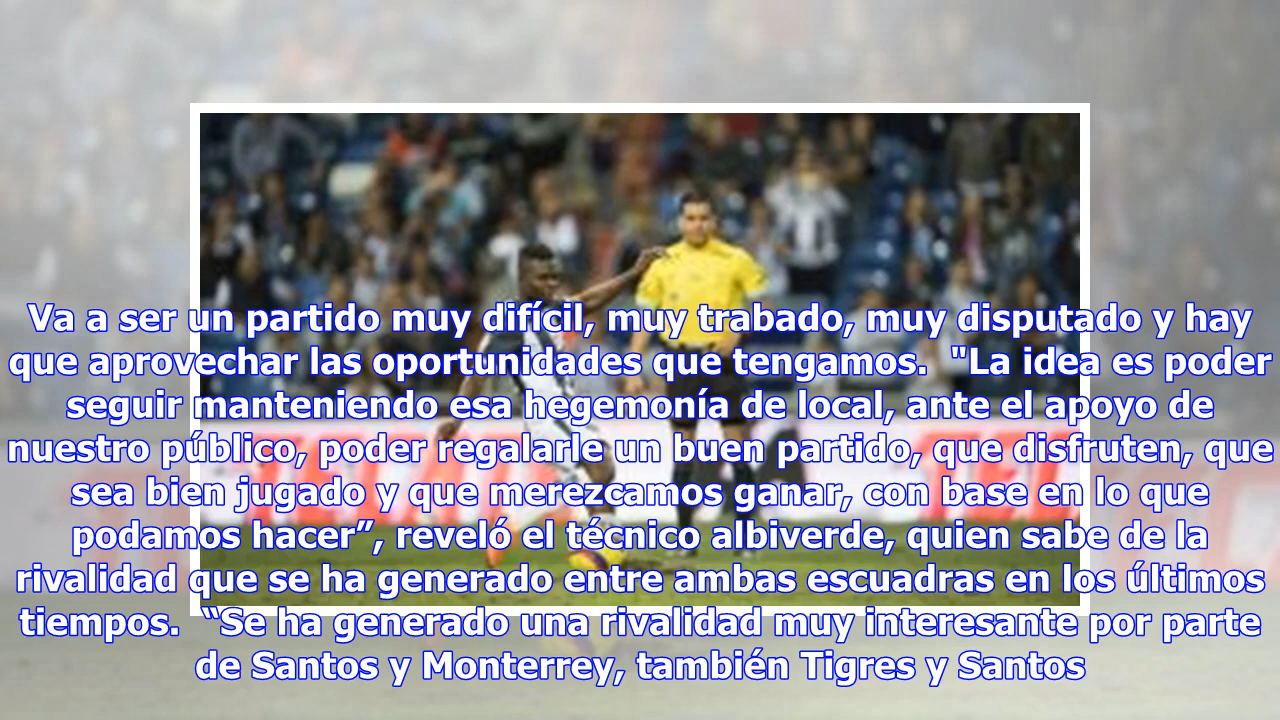 Va a ser un partido muy difícil, muy trabado, muy disputado y hay
que aprovechar las oportunidades que tengamos.  "La idea es poder
seguir manteniendo esa hegemonía de local, ante el apoyo de
nuestro público, poder regalarle un buen partido, que disfruten, que
sea bien jugado y que merezcamos ganar, con base en lo que
podamos hacer”, reveló el técnico albiverde, quien sabe de la
rivalidad que se ha generado entre ambas escuadras en los últimos
tiempos.  “Se ha generado una rivalidad muy interesante por parte
de Santos y Monterrey, también Tigres y Santos